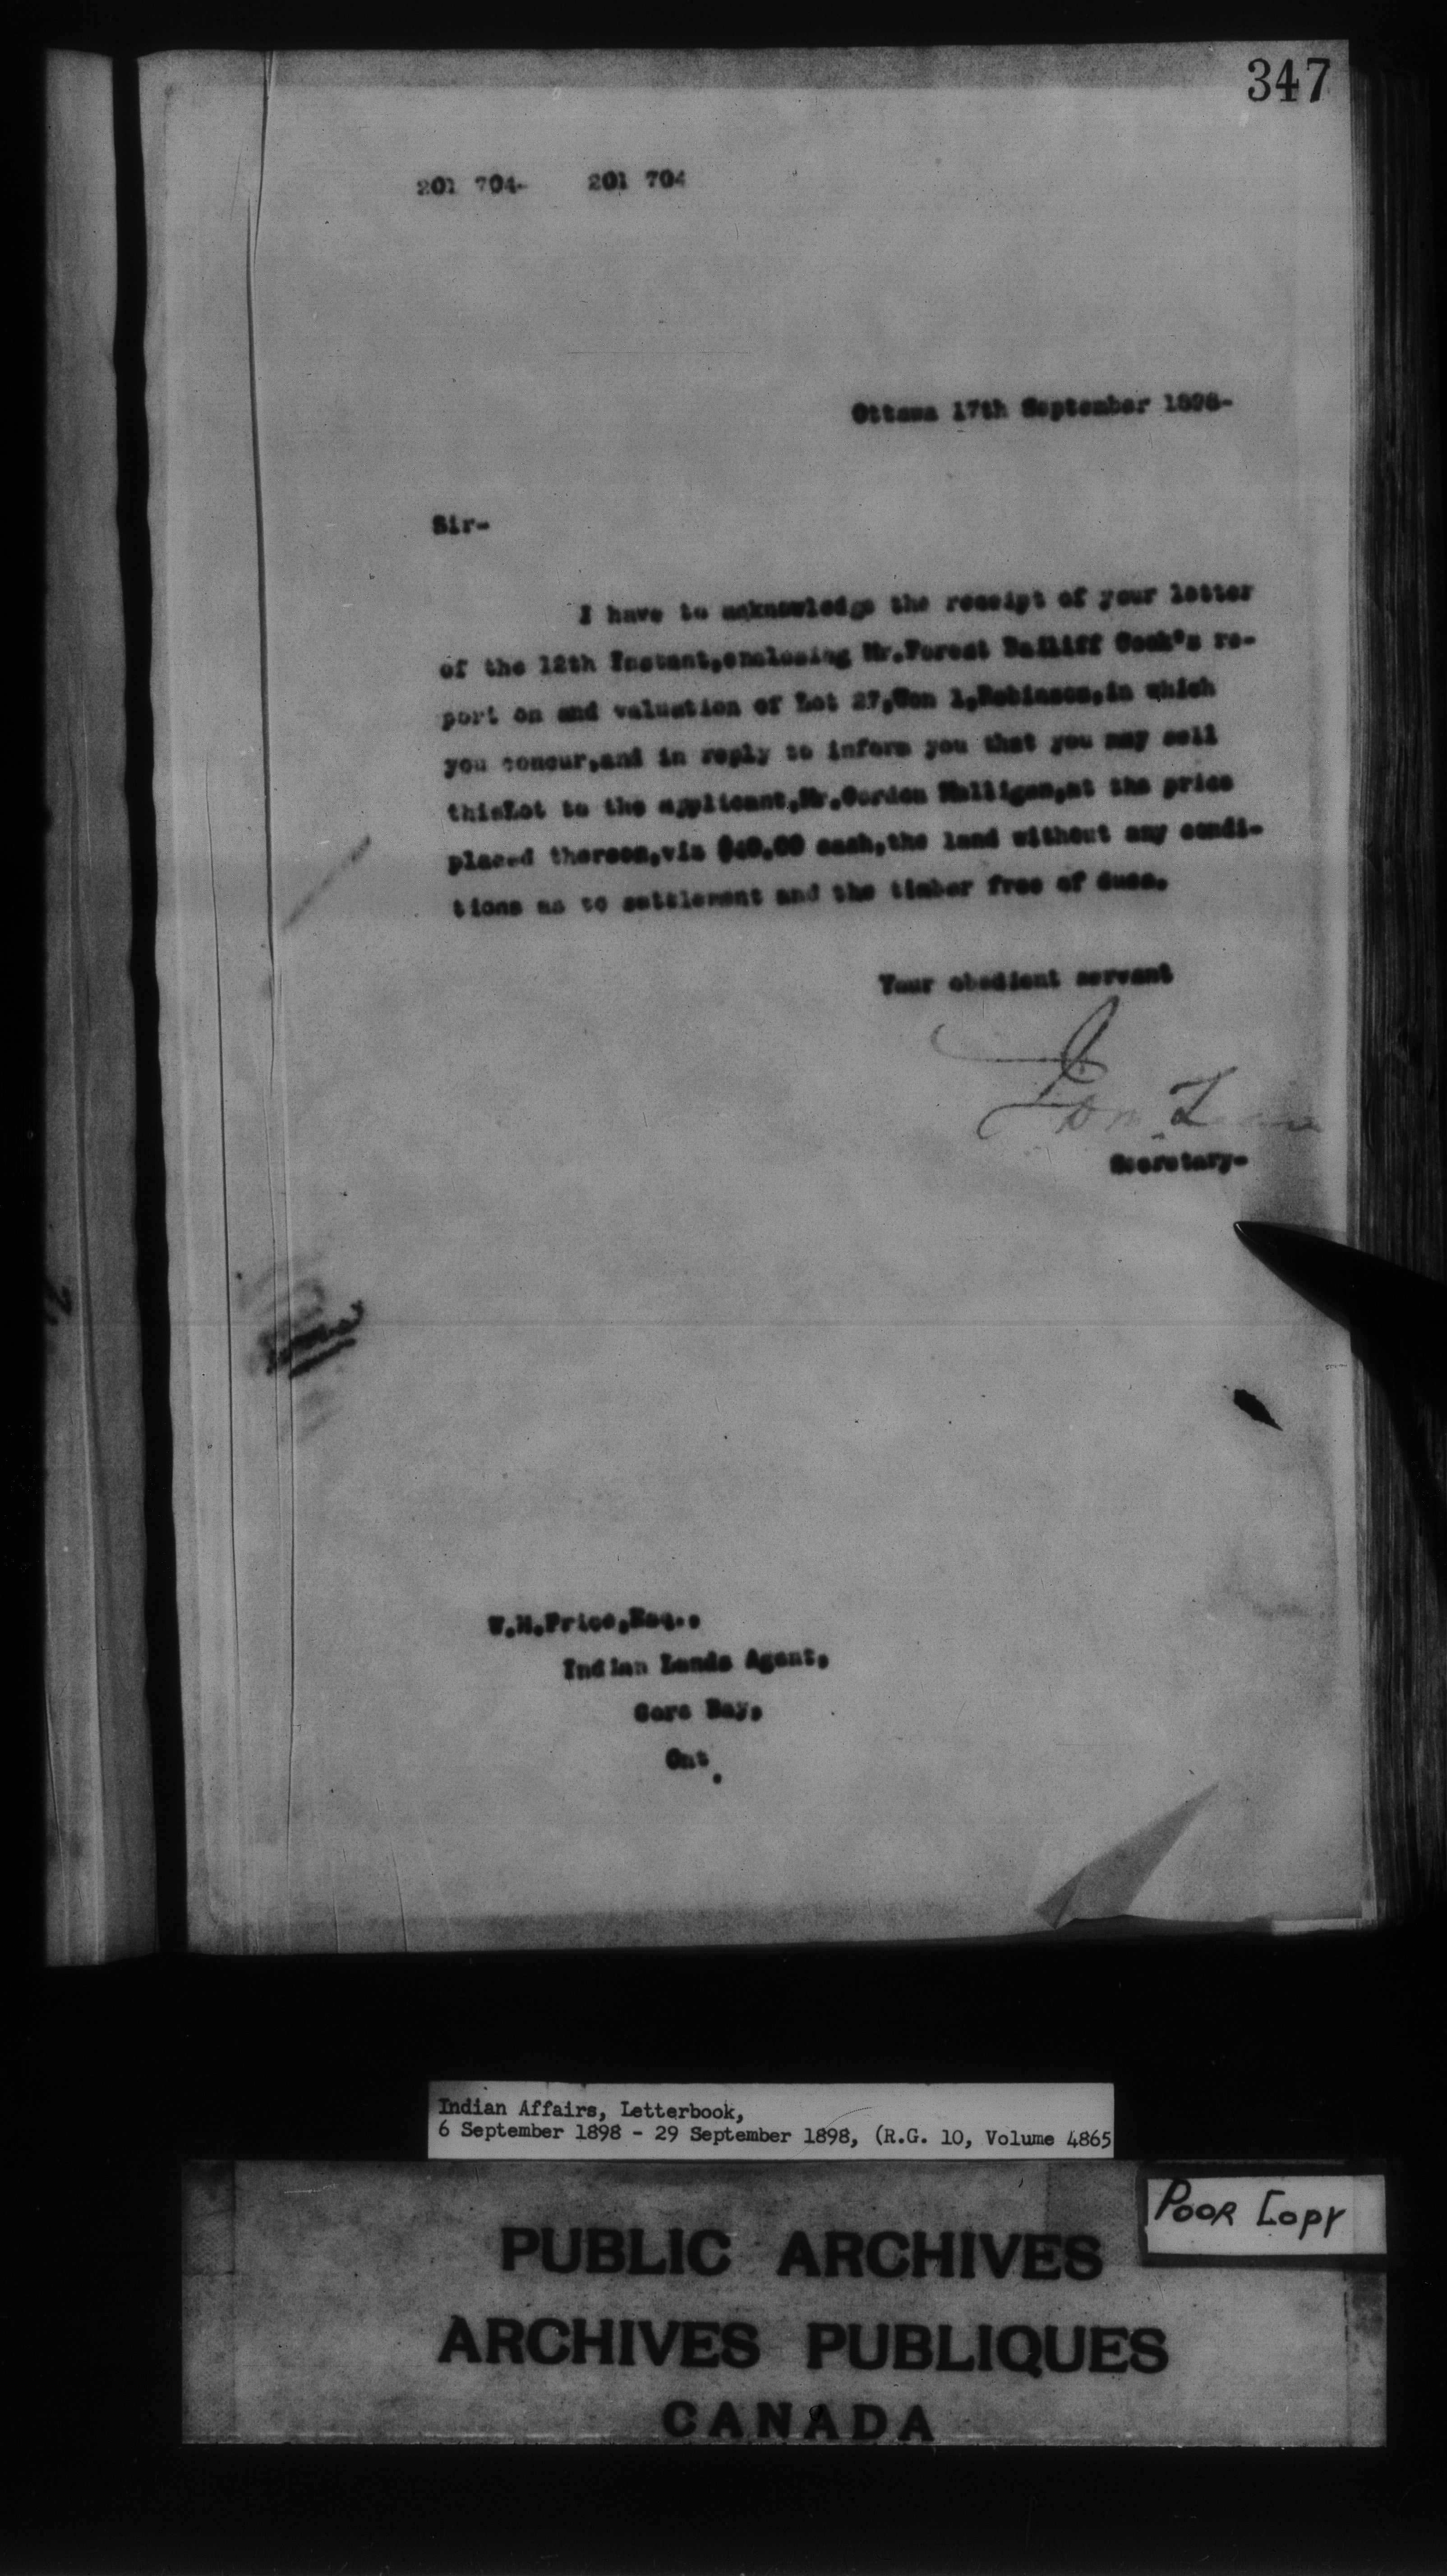 347
201 704- 201 704
Ottawa 17th September 1898-
Sir-
I have to acknowledge the receipt of your letter
of the 12th Instant,enclosing Mr.Forest Bailiff Cook's re-
port on and valuation of Lot 27,Con 1,Robinson,in which
you concur,and in reply to inform you that you may sell
thisLot to the applicant,Mr.Gordon Halligan,at the price
placed thereon,viz $40.00 cash,the land without any condi-
tions as to settlement and the timber free of dues.
Your obedient servant
Secretary-
W.H.Price,Esq.,
Indian Lands Agent,
Gore Bay,
Ont.
Indian Affairs, Letterbook,
6 September 1898 - 29 September 1898, (R.G. 10, Volume 4865
POOR COPY
PUBLIC ARCHIVES
ARCHIVES PUBLIQUES
CANADA